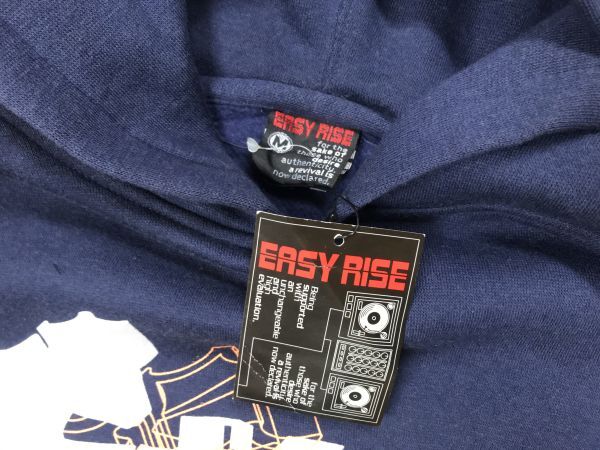 EASY RISE
M
for the
sake of
those who
desire
authenticity.
a revival is
now declared.
EASY RISE
Being
supported
with
an
unchangeable
and
high
evaluation.
for the
sake of
those who
desire
authenticity.
a revival is
now declared.